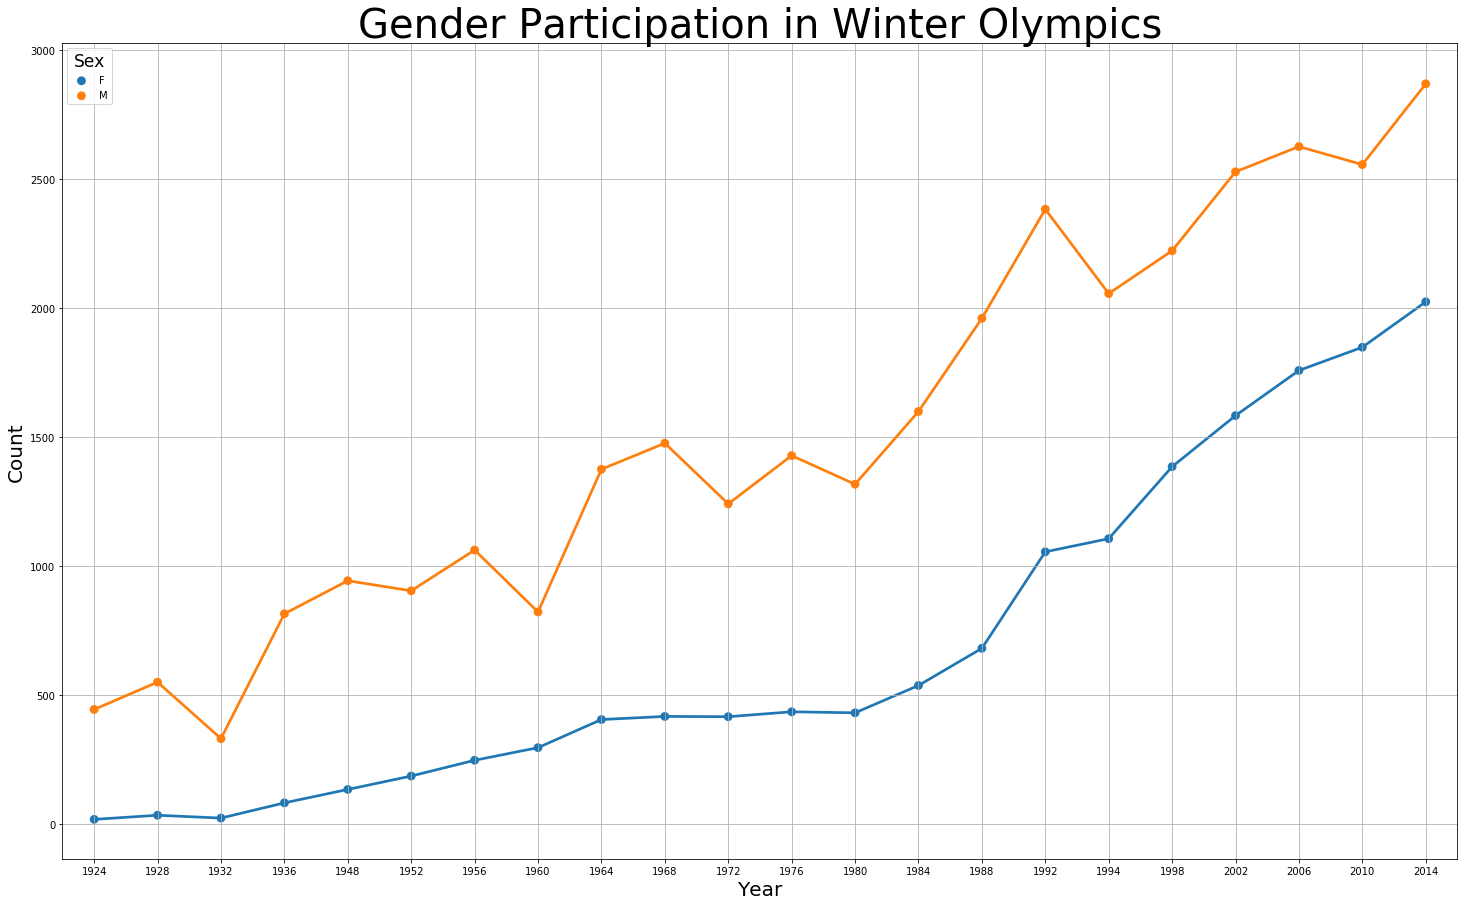 Gender Participation in Winter Olympics
Sex
F
M
3000
2500
2000
1500
1000
500
0
Count
1924 1928 1932 1936 1948 1952 1956 1960 1964 1968 1972 1976 1980 1984 1988 1992 1994 1998 2002 2006 2010 2014
Year